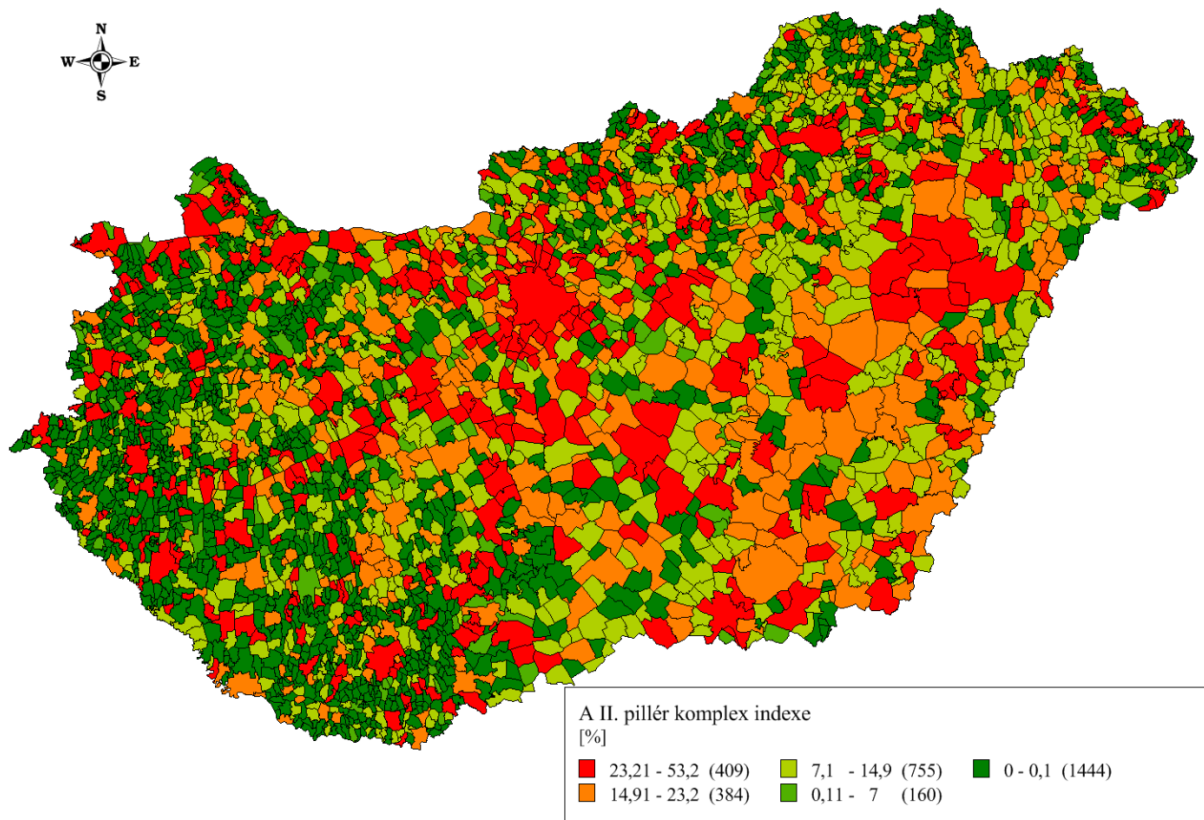 N
W E
S
A II. pillér komplex indexe
[%]
23,21 - 53,2 (409) 7,1 - 14,9 (755) 0 - 0,1 (1444)
14,91 - 23,2 (384) 0,11 - 7 (160)